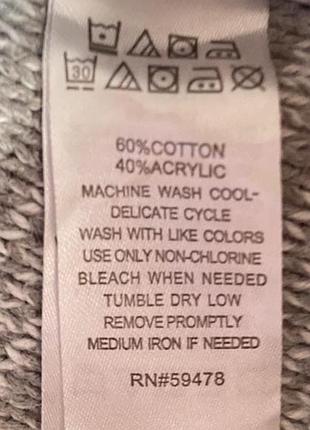 30
60%COTTON
40%ACRYLIC
MACHINE WASH COOL-
DELICATE CYCLE
WASH WITH LIKE COLORS
USE ONLY NON-CHLORINE
BLEACH WHEN NEEDED
TUMBLE DRY LOW
REMOVE PROMPTLY
MEDIUM IRON IF NEEDED
RN#59478